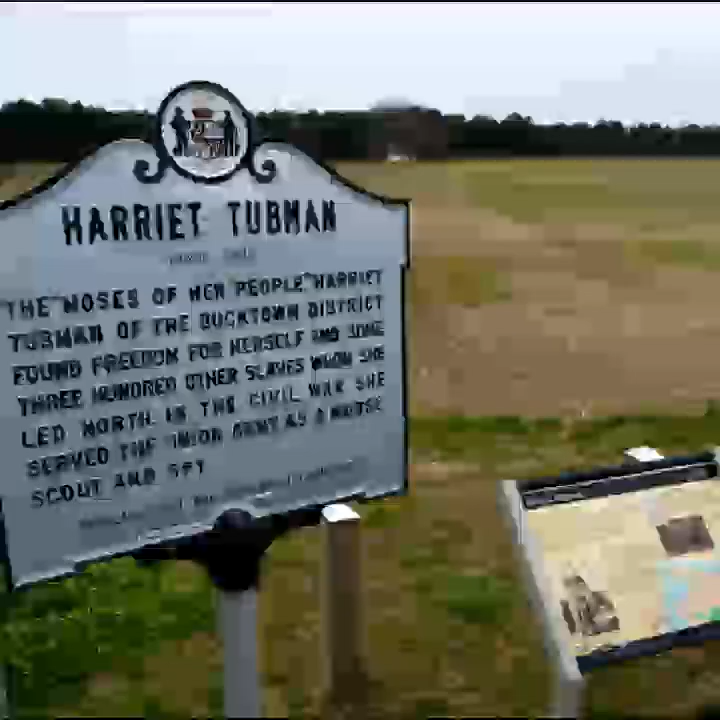 HARRIET TUBMAN
THE "MOSES OF HER PEOPLE" HARRIET
TUBMAN OF THE BUCKTOWN DISTRICT
FOUND FREEDOM FOR HERSELF AND SOME
THREE HUNDRED OTHER SLAVES WHOM SHE
LED NORTH. IN THE CIVIL WAR SHE
SERVED THE UNION ARMY AS A NURSE
SCOUT AND SPY